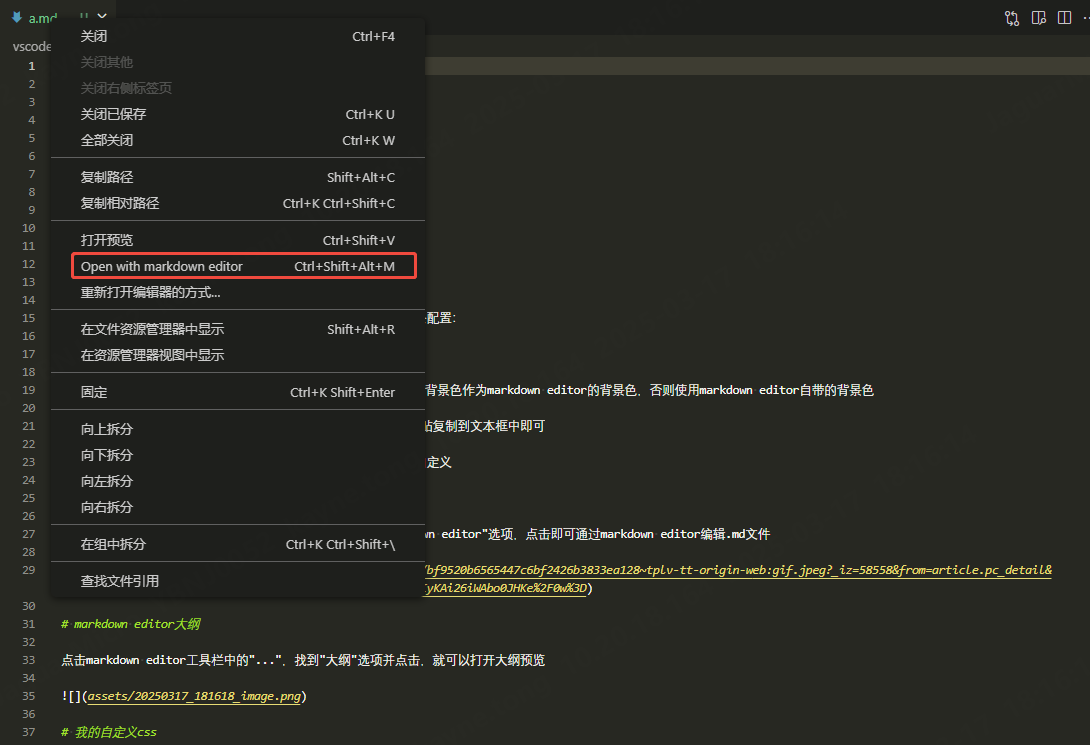 a.md U
vscode
关闭 Ctrl+F4
关闭其他
关闭右侧标签页
关闭已保存 Ctrl+K U
全部关闭 Ctrl+K W
复制路径 Shift+Alt+C
复制相对路径 Ctrl+K Ctrl+Shift+C
打开预览 Ctrl+Shift+V
Open with markdown editor Ctrl+Shift+Alt+M
重新打开编辑器的方式...
在文件资源管理器中显示 Shift+Alt+R
在资源管理器视图中显示
固定 Ctrl+K Shift+Enter
向上拆分
向下拆分
向左拆分
向右拆分
在组中拆分 Ctrl+K Ctrl+Shift+\
查找文件引用
1
2
3
4
5
6
7
8
9
10
11
12
13
14
15 配置：
16
17
18
19 背景色作为markdown editor的背景色，否则使用markdown editor自带的背景色
20
21 复制到文本框中即可
22
23 定义
24
25
26
27 editor"选项，点击即可通过markdown editor编辑.md文件
28
29 /bf9520b6565447c6bf2426b3833ea128~tplv-tt-origin-web:gif.jpeg?_iz=58558&from=article.pc_detail&
yKAi26iWAbo0JHKe%2F0w%3D)
30
31 # markdown editor大纲
32
33 点击markdown editor工具栏中的"..."，找到"大纲"选项并点击，就可以打开大纲预览
34
35 ![](assets/20250317_181618_image.png)
36
37 # 我的自定义css